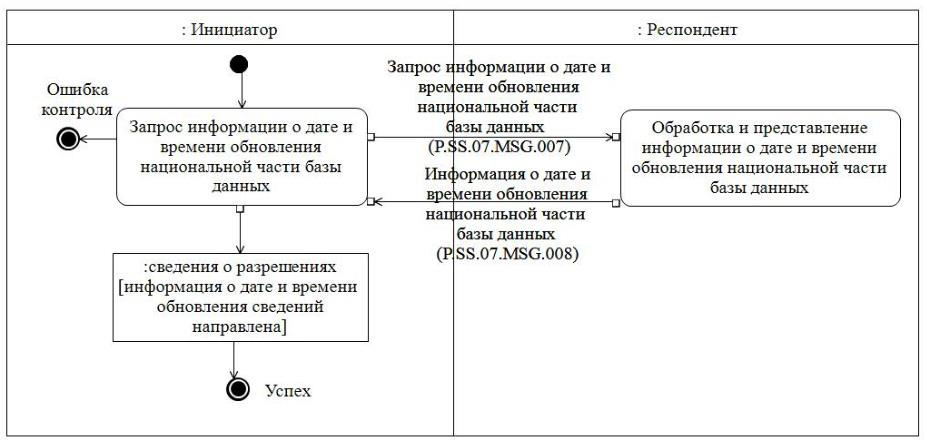 : Инициатор
: Респондент
Ошибка
контроля
Запрос информации о дате и
времени обновления
национальной части базы
данных
Запрос информации о дате и
времени обновления
национальной части
базы данных
(P.SS.07.MSG.007)
Информация о дате и
времени обновления
национальной части
базы данных
(P.SS.07.MSG.008)
Обработка и представление
информации о дате и времени
обновления национальной части
базы данных
:сведения о разрешениях
[информация о дате и времени
обновления сведений
направлена]
Успех